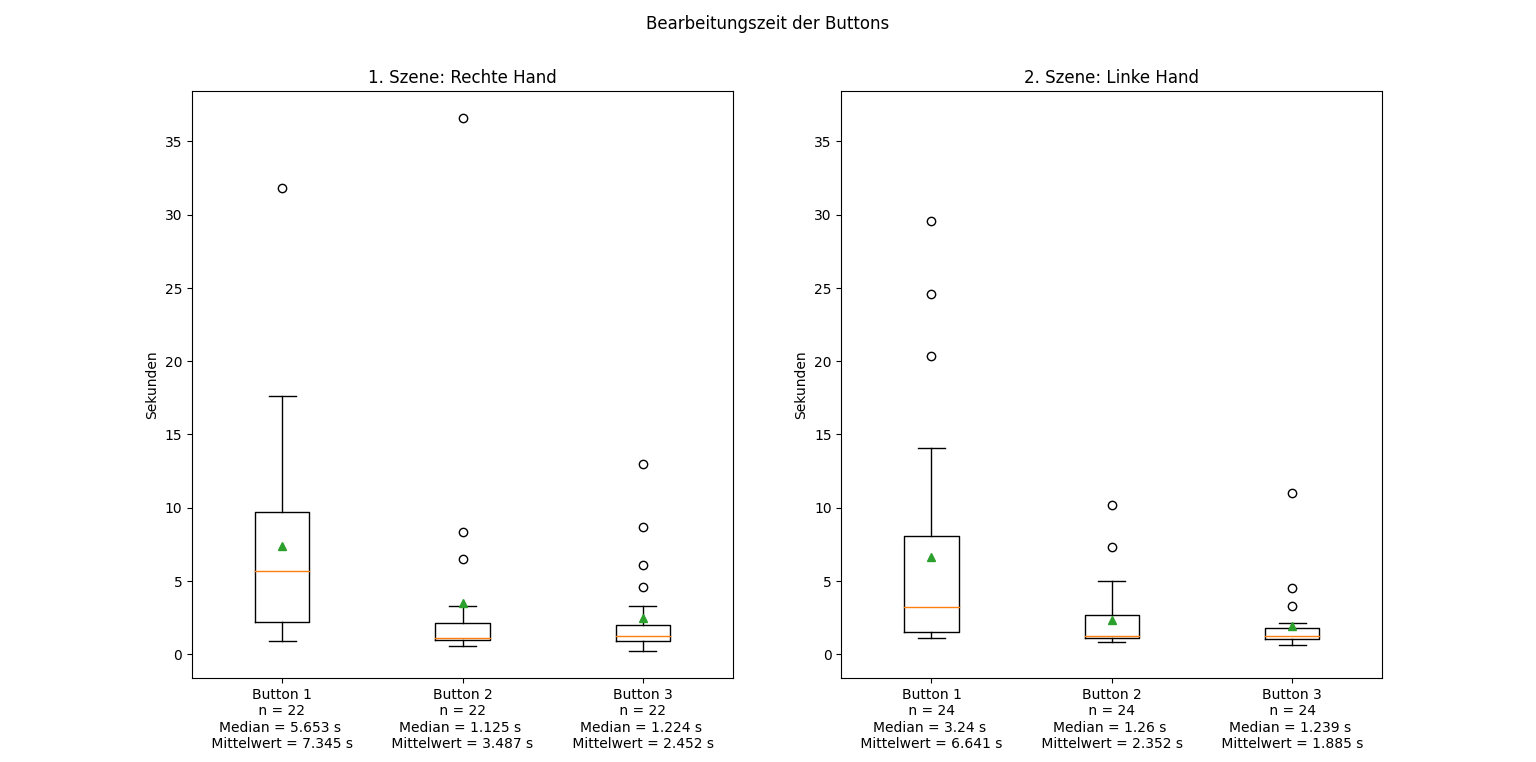 Bearbeitungszeit der Buttons
1. Szene: Rechte Hand
Sekunden
35
30
25
20
15
10
5
0
Button 1
n = 22
Median = 5.653 s
Mittelwert = 7.345 s
Button 2
n = 22
Median = 1.125 s
Mittelwert = 3.487 s
Button 3
n = 22
Median = 1.224 s
Mittelwert = 2.452 s
2. Szene: Linke Hand
Sekunden
35
30
25
20
15
10
5
0
Button 1
n = 24
Median = 3.24 s
Mittelwert = 6.641 s
Button 2
n = 24
Median = 1.26 s
Mittelwert = 2.352 s
Button 3
n = 24
Median = 1.239 s
Mittelwert = 1.885 s